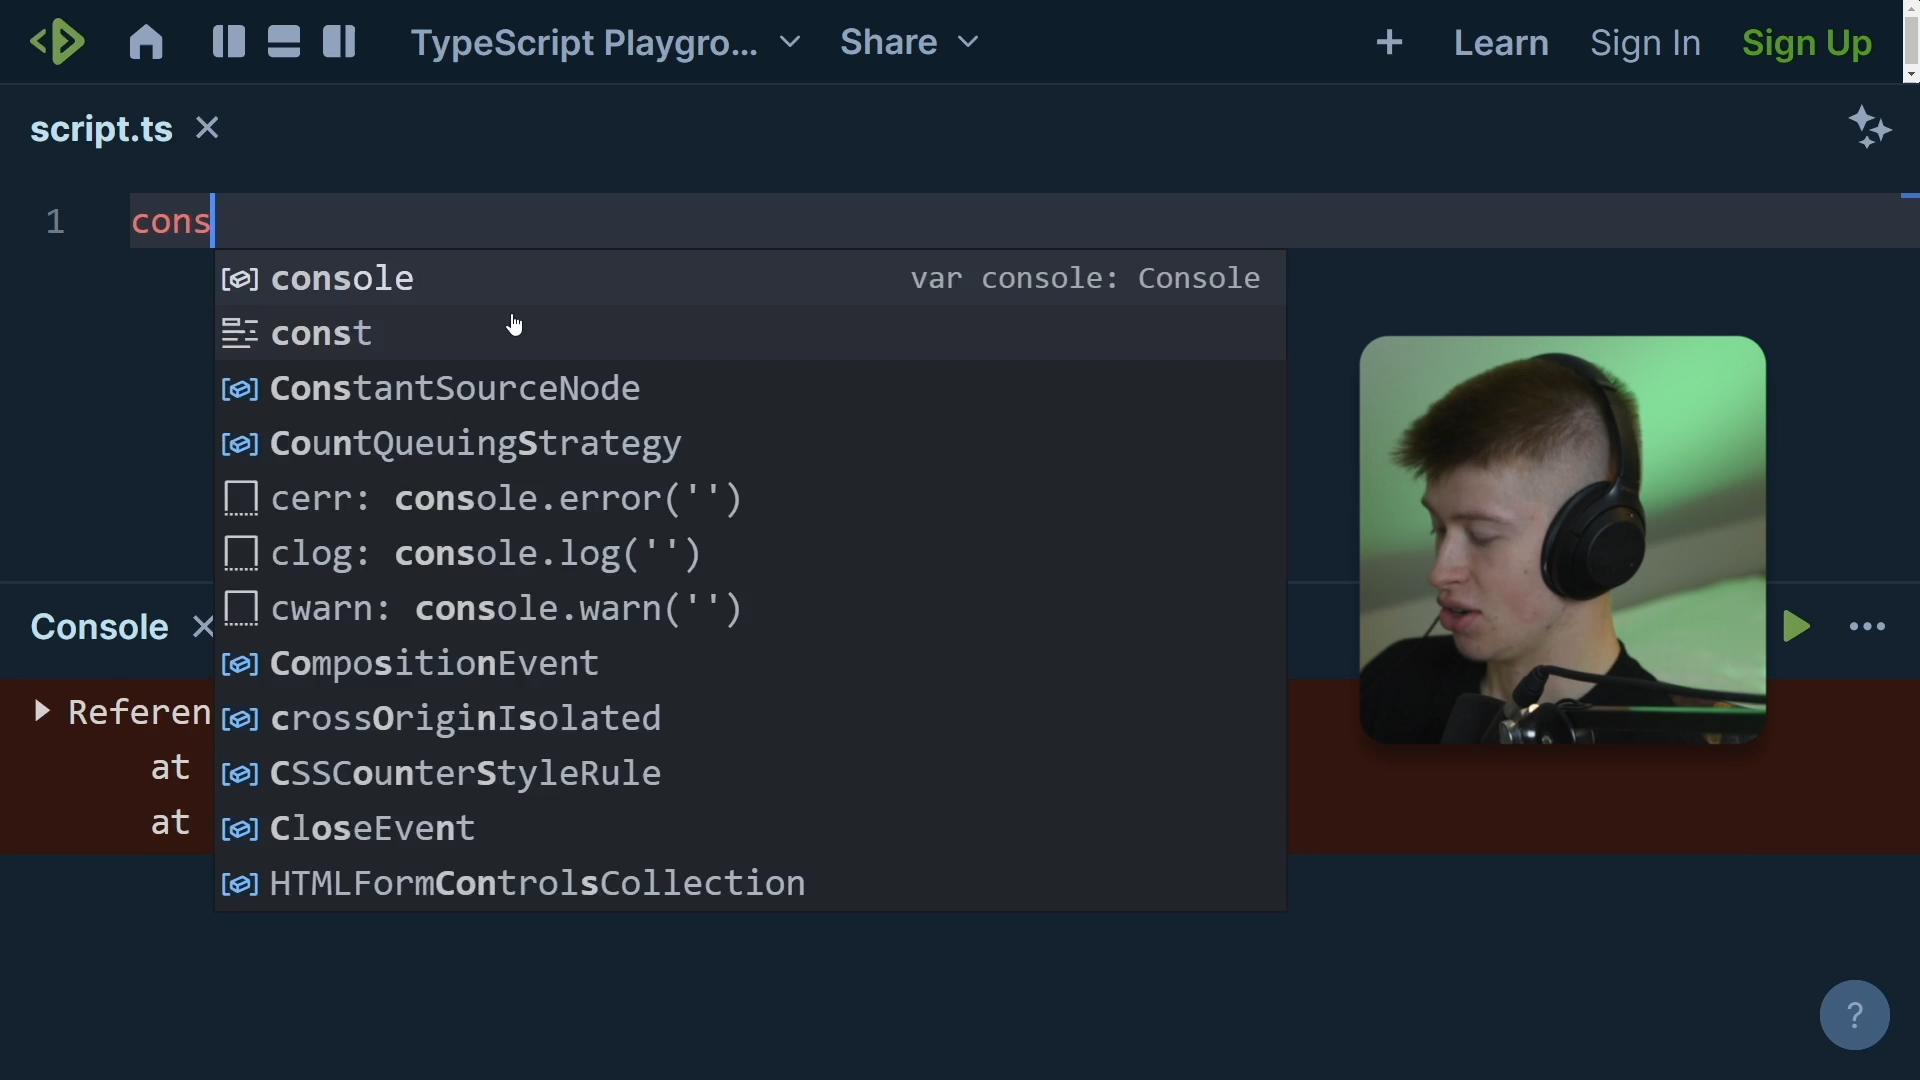 TypeScript Playgro... Share + Learn Sign In Sign Up
script.ts
1 cons
console var console: Console
const
ConstantSourceNode
CountQueuingStrategy
cerr: console.error('')
clog: console.log('')
cwarn: console.warn('')
Console
CompositionEvent
Referen
crossOriginIsolated
at
CSSCounterStyleRule
at
CloseEvent
HTMLFormControlsCollection
?